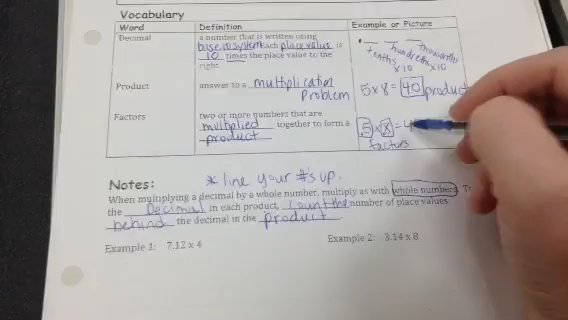 Vocabulary
Word Definition Example or Picture
Decimal
a number that is written using
base 10 system. Each place value is
10 times the place value to the
right
tenths hundredths thousandths
x10 x10
Product answer to a multiplication
Problem
5x8=40 product
Factors
two or more numbers that are
multiplied together to form a
product
.5x8=4
factors
Notes: * line your #'s up.
When multiplying a decimal by a whole number, multiply as with whole numbers.
the Decimal in each product, count the number of place values
behind the decimal in the product
Example 1: 7.12 x 4 Example 2: 3.14 x 8